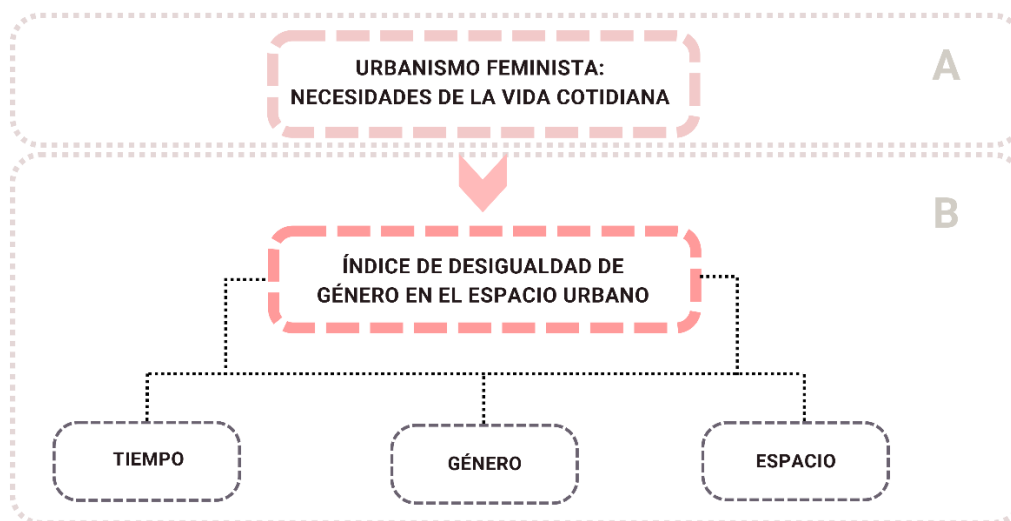 URBANISMO FEMINISTA:
NECESIDADES DE LA VIDA COTIDIANA
A
B
ÍNDICE DE DESIGUALDAD DE
GÉNERO EN EL ESPACIO URBANO
TIEMPO
GÉNERO
ESPACIO